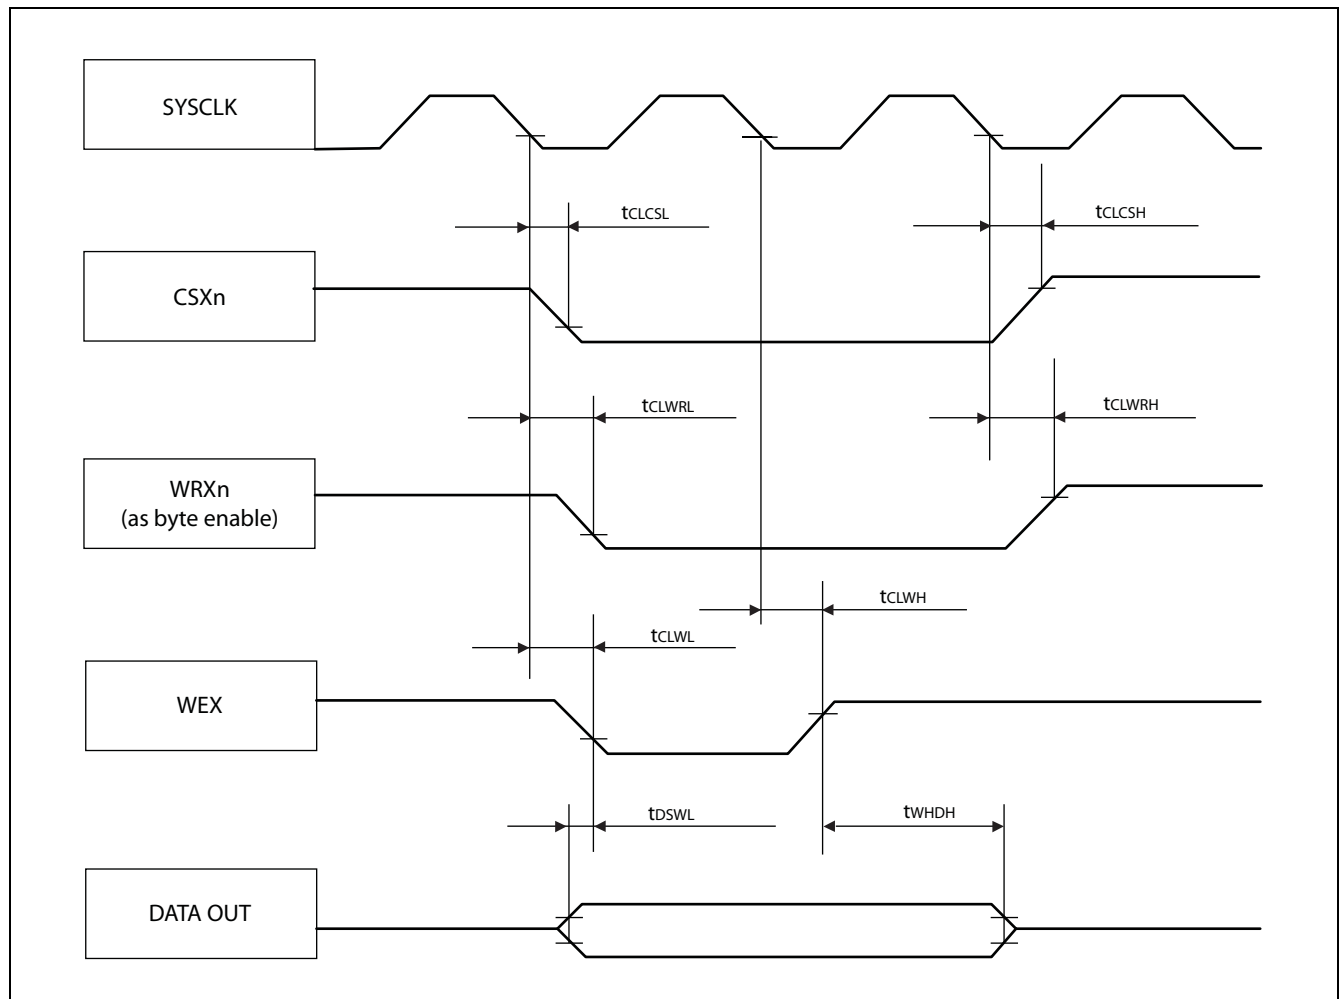 SYSCLK
tCLCSL
tCLCSH
CSXn
tCLWRL
tCLWRH
WRXn
(as byte enable)
tCLWH
tCLWL
WEX
tDSWL
tWHDH
DATA OUT